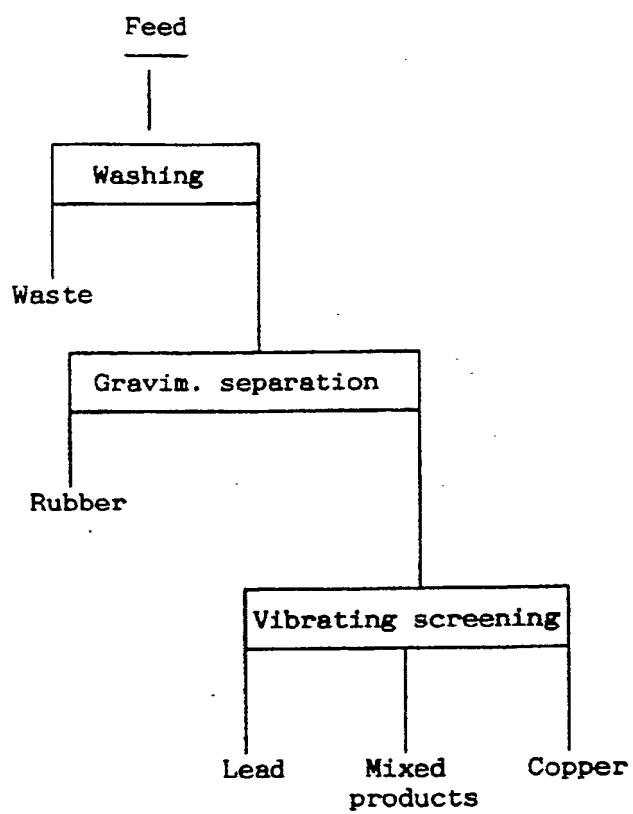 Feed
Washing
Waste
Gravim. separation
Rubber
Vibrating screening
Lead
Mixed
products
Copper